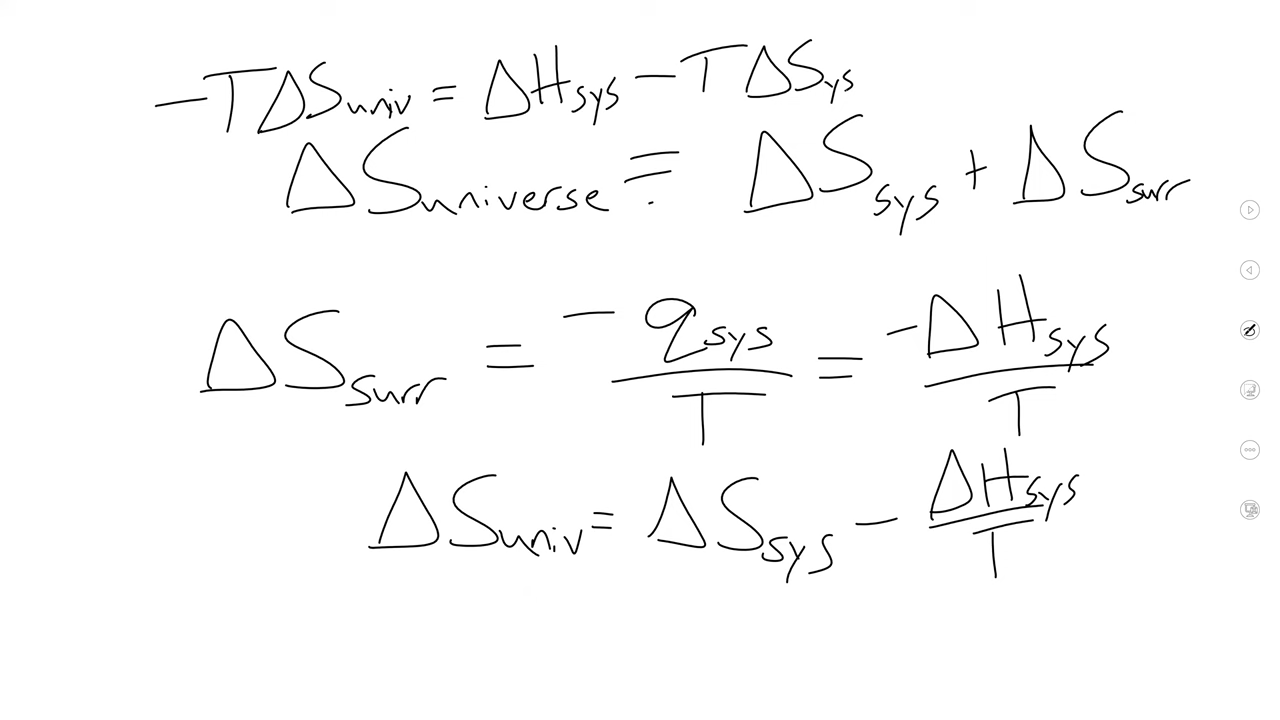 -TΔSuniv = ΔHsys - TΔSsys
ΔSuniverse = ΔSsys + ΔSsurr
ΔSsurr = -qsys/T = -ΔHsys/T
ΔSuniv = ΔSsys - ΔHsys/T